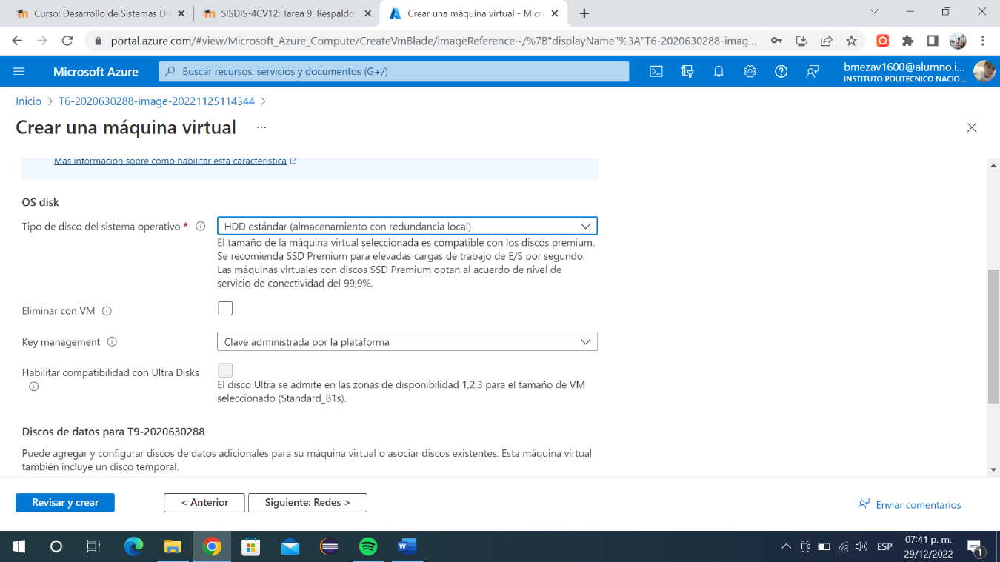 Curso: Desarrollo de Sistemas Dis
SISDIS-4CV12: Tarea 9. Respaldo
Crear una máquina virtual - Micro
portal.azure.com/#view/Microsoft_Azure_Compute/CreateVmBlade/imageReference~/%7B"displayName"%3A"T6-2020630288-imag...
Microsoft Azure
Buscar recursos, servicios y documentos (G+/)
bmezav1600@alumno.i...
INSTITUTO POLITECNICO NACIO...
Inicio > T6-2020630288-image-20221125114344 >
Crear una máquina virtual ...
Más información sobre cómo habilitar esta característica
OS disk
Tipo de disco del sistema operativo *
HDD estándar (almacenamiento con redundancia local)
El tamaño de la máquina virtual seleccionada es compatible con los discos premium.
Se recomienda SSD Premium para elevadas cargas de trabajo de E/S por segundo.
Las máquinas virtuales con discos SSD Premium optan al acuerdo de nivel de
servicio de conectividad del 99,9%.
Eliminar con VM
Key management
Clave administrada por la plataforma
Habilitar compatibilidad con Ultra Disks
El disco Ultra se admite en las zonas de disponibilidad 1,2,3 para el tamaño de VM
seleccionado (Standard_B1s).
Discos de datos para T9-2020630288
Puede agregar y configurar discos de datos adicionales para su máquina virtual o asociar discos existentes. Esta máquina virtual
también incluye un disco temporal.
Revisar y crear
< Anterior
Siguiente: Redes >
Enviar comentarios
ESP
07:41 p. m.
29/12/2022
1